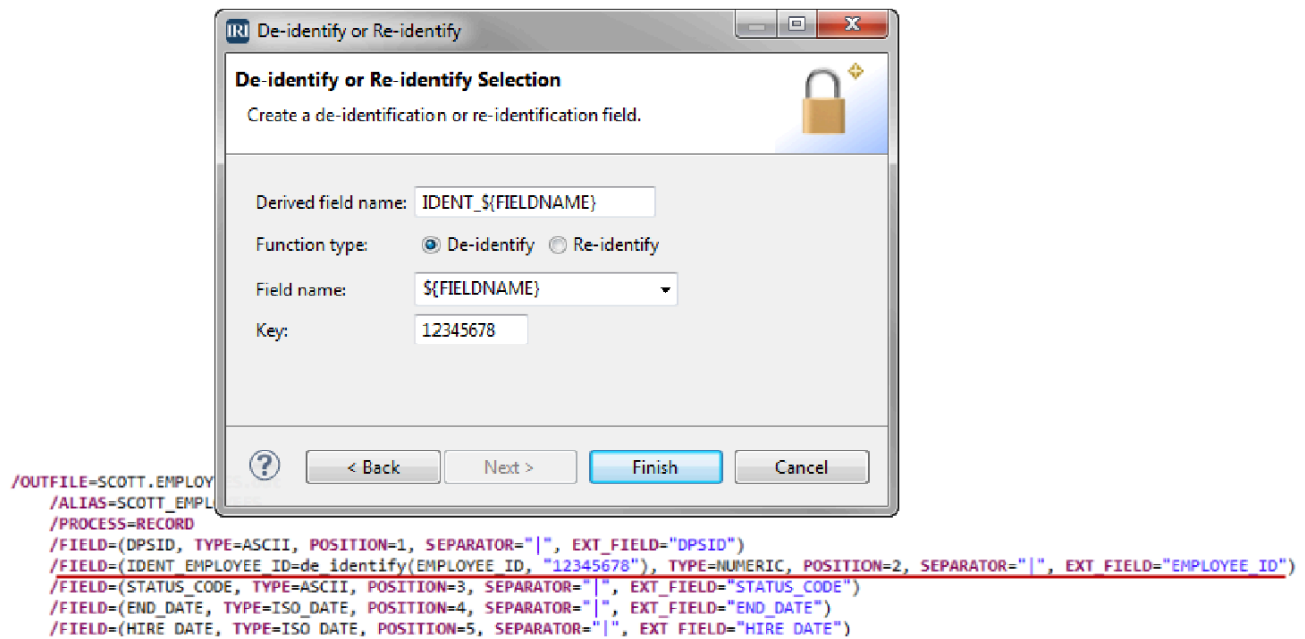 IRI De-identify or Re-identify
De-identify or Re-identify Selection
Create a de-identification or re-identification field.
Derived field name: IDENT_${FIELDNAME}
Function type: De-identify Re-identify
Field name: ${FIELDNAME}
Key: 12345678
? < Back Next > Finish Cancel
/OUTFILE=SCOTT.EMPLOY
/ALIAS=SCOTT_EMPL
/PROCESS=RECORD
/FIELD=(DPSID, TYPE=ASCII, POSITION=1, SEPARATOR="|", EXT_FIELD="DPSID")
/FIELD=(IDENT_EMPLOYEE_ID=de_identify(EMPLOYEE_ID, "12345678"), TYPE=NUMERIC, POSITION=2, SEPARATOR="|", EXT_FIELD="EMPLOYEE_ID")
/FIELD=(STATUS_CODE, TYPE=ASCII, POSITION=3, SEPARATOR="|", EXT_FIELD="STATUS_CODE")
/FIELD=(END_DATE, TYPE=ISO_DATE, POSITION=4, SEPARATOR="|", EXT_FIELD="END_DATE")
/FIELD=(HIRE_DATE, TYPE=ISO_DATE, POSITION=5, SEPARATOR="|", EXT_FIELD="HIRE_DATE")